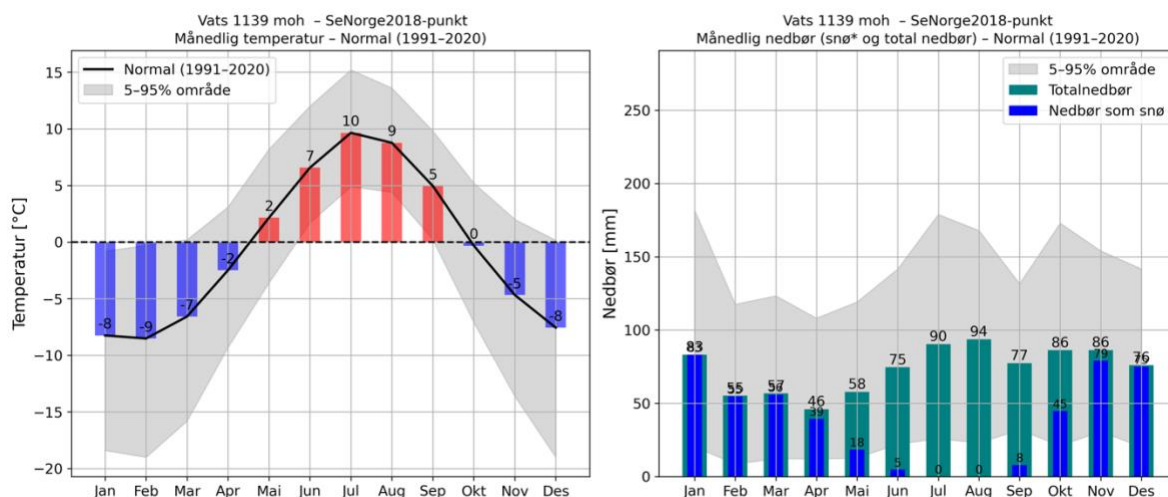 Vats 1139 moh – SeNorge2018-punkt
Månedlig temperatur – Normal (1991–2020)
Normal (1991–2020)
5–95% område
Temperatur [°C]
15
10
5
0
−5
−10
−15
−20
-8
-9
-7
-2
2
7
10
9
5
0
-5
-8
Jan Feb Mar Apr Mai Jun Jul Aug Sep Okt Nov Des
Vats 1139 moh – SeNorge2018-punkt
Månedlig nedbør (snø* og total nedbør) – Normal (1991–2020)
5–95% område
Totalnedbør
Nedbør som snø
Nedbør [mm]
250
200
150
100
50
0
83 55 57 46 58 75 90 94 77 86 86 76
83 55 56 39 18 5 0 0 8 45 79 75
Jan Feb Mar Apr Mai Jun Jul Aug Sep Okt Nov Des